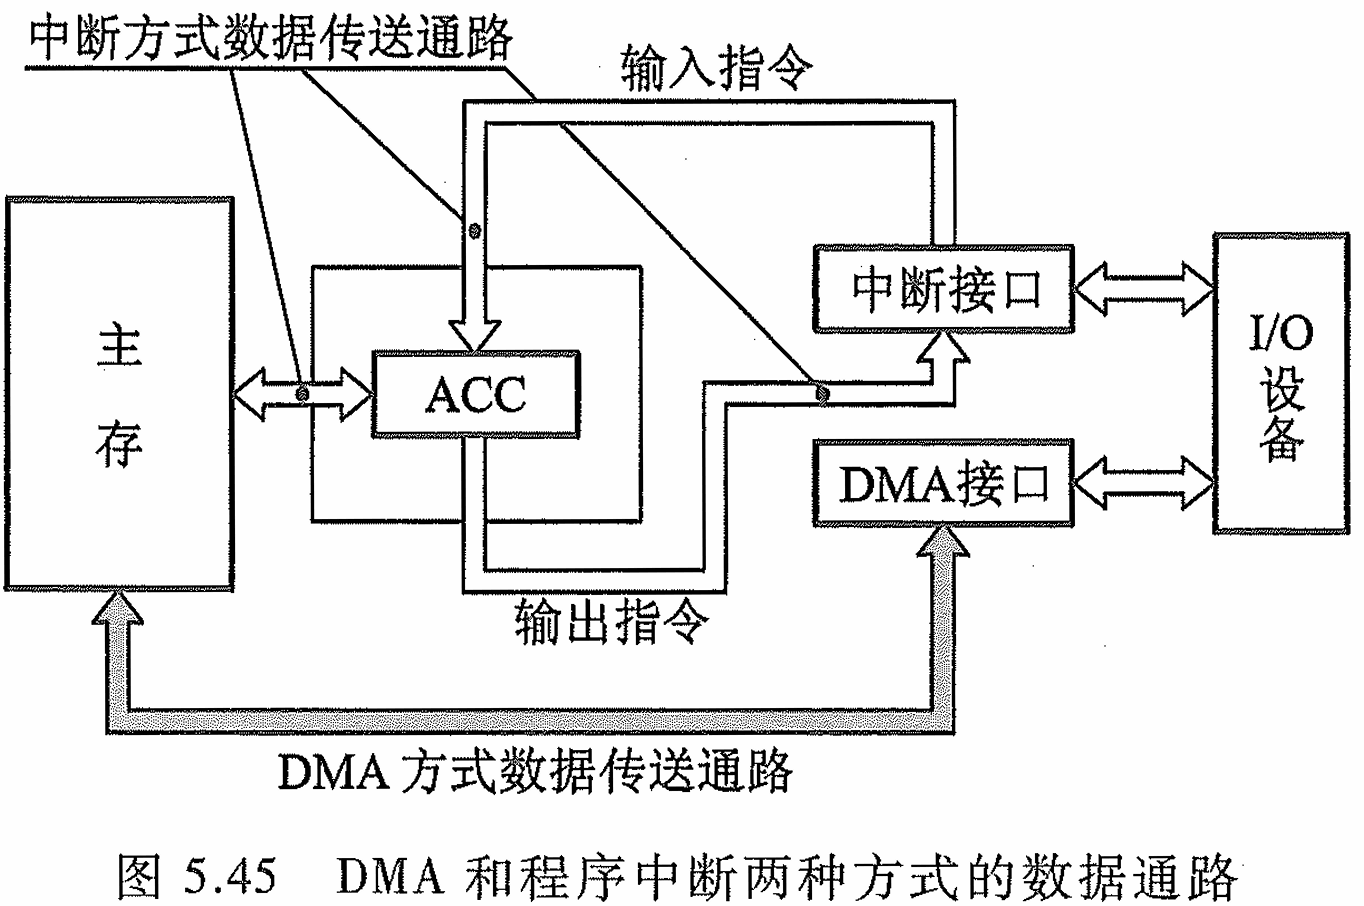 中断方式数据传送通路
输入指令
主存
ACC
中断接口
DMA接口
I/O设备
输出指令
DMA 方式数据传送通路
图 5.45 DMA 和程序中断两种方式的数据通路